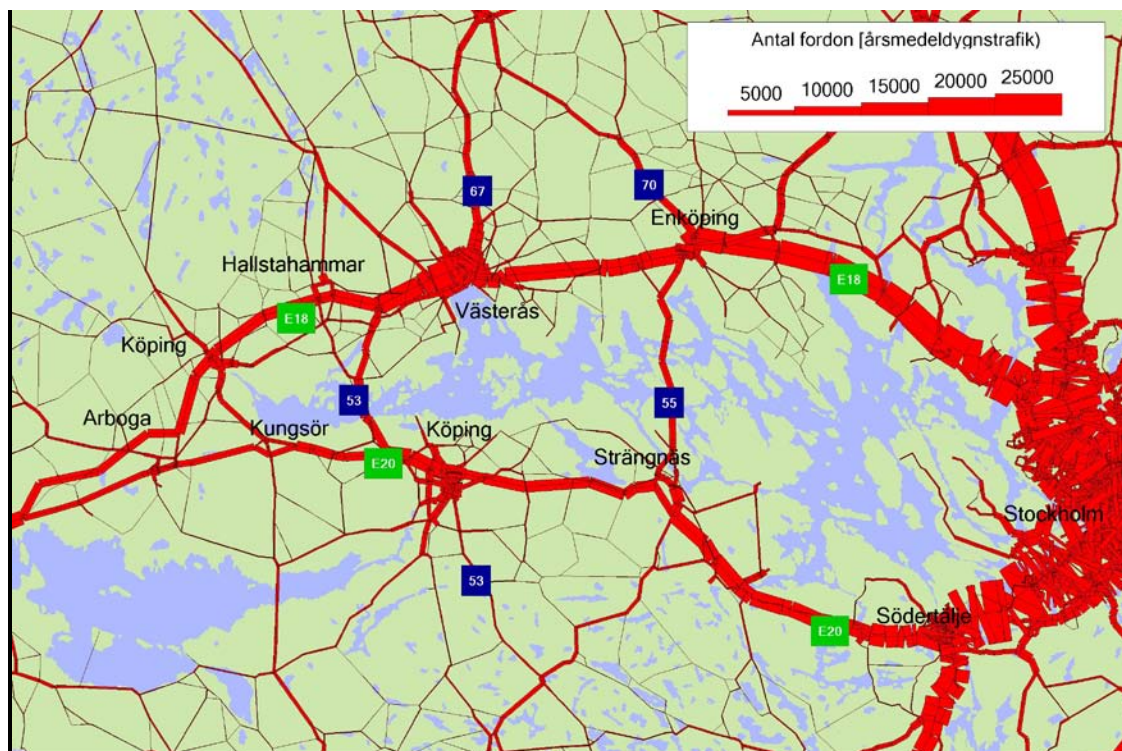 Antal fordon [årsmedeldygnstrafik)
5000 10000 15000 20000 25000
67
70
Enköping
Hallstahammar
E18
E18
Västerås
Köping
53
55
Arboga
Kungsör
Köping
E20
Strängnäs
Stockholm
53
Södertälje
E20